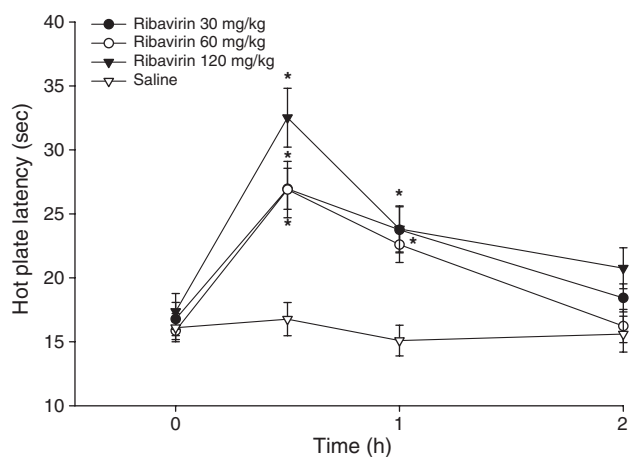 40
35
30
25
20
15
10
Hot plate latency (sec)
Ribavirin 30 mg/kg
Ribavirin 60 mg/kg
Ribavirin 120 mg/kg
Saline
*
*
*
*
*
0
1
2
Time (h)